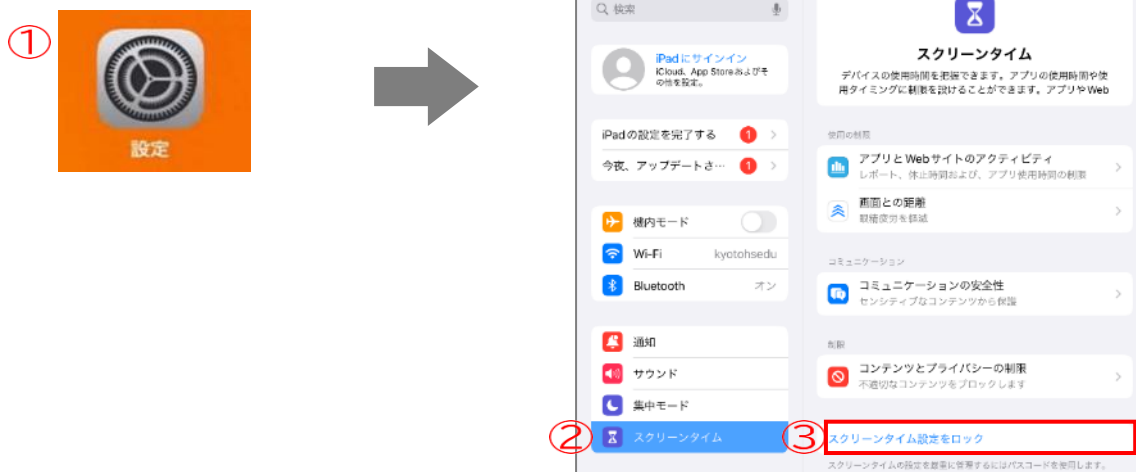 ①
設定
検索
iPadにサインイン
iCloud、App Storeおよびそ
の他を設定。
iPadの設定を完了する 1
今夜、アップデートさ… 1
機内モード
Wi-Fi kyotohsedu
Bluetooth オン
通知
サウンド
集中モード
② スクリーンタイム
スクリーンタイム
デバイスの使用時間を把握できます。アプリの使用時間や使
用タイミングに制限を設けることができます。アプリやWeb
使用の制限
アプリとWebサイトのアクティビティ
レポート、休止時間および、アプリ使用時間の制限
画面との距離
眼精疲労を軽減
コミュニケーション
コミュニケーションの安全性
センシティブなコンテンツから保護
制限
コンテンツとプライバシーの制限
不適切なコンテンツをブロックします
③ スクリーンタイム設定をロック
スクリーンタイムの設定を厳重に管理するにはパスコードを使用します。